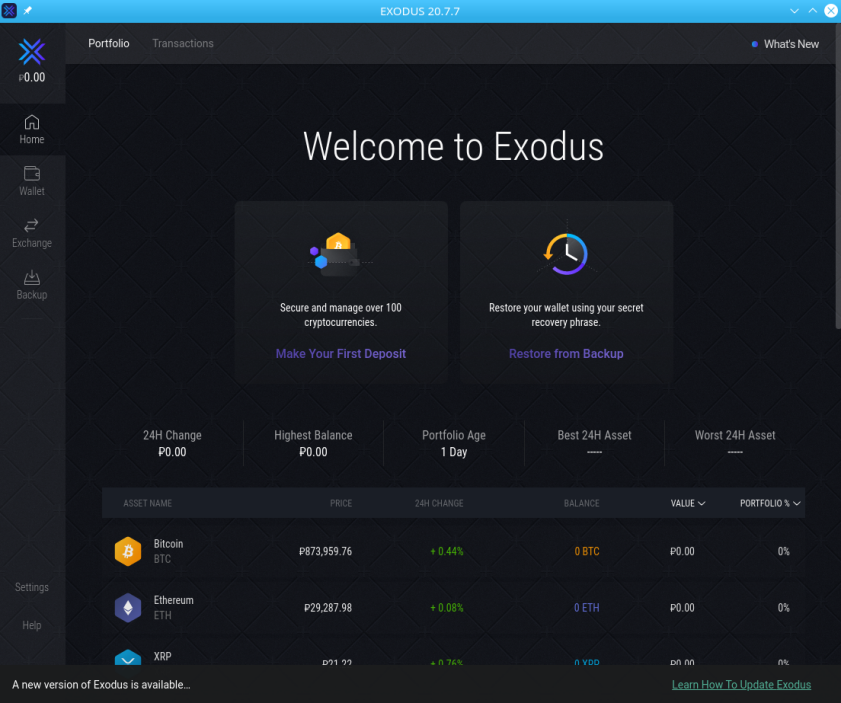 EXODUS 20.7.7
₽0.00
Portfolio
Transactions
What's New
Home
Wallet
Exchange
Backup
Settings
Help
Welcome to Exodus
Secure and manage over 100
cryptocurrencies.
Make Your First Deposit
Restore your wallet using your secret
recovery phrase.
Restore from Backup
24H Change
₽0.00
Highest Balance
₽0.00
Portfolio Age
1 Day
Best 24H Asset
-----
Worst 24H Asset
-----
ASSET NAME PRICE 24H CHANGE BALANCE VALUE PORTFOLIO %
Bitcoin
BTC
₽873,959.76 + 0.44% 0 BTC ₽0.00 0%
Ethereum
ETH
₽29,287.98 + 0.08% 0 ETH ₽0.00 0%
XRP
₽21.22 + 0.76% 0 XRP ₽0.00 0%
A new version of Exodus is available...
Learn How To Update Exodus